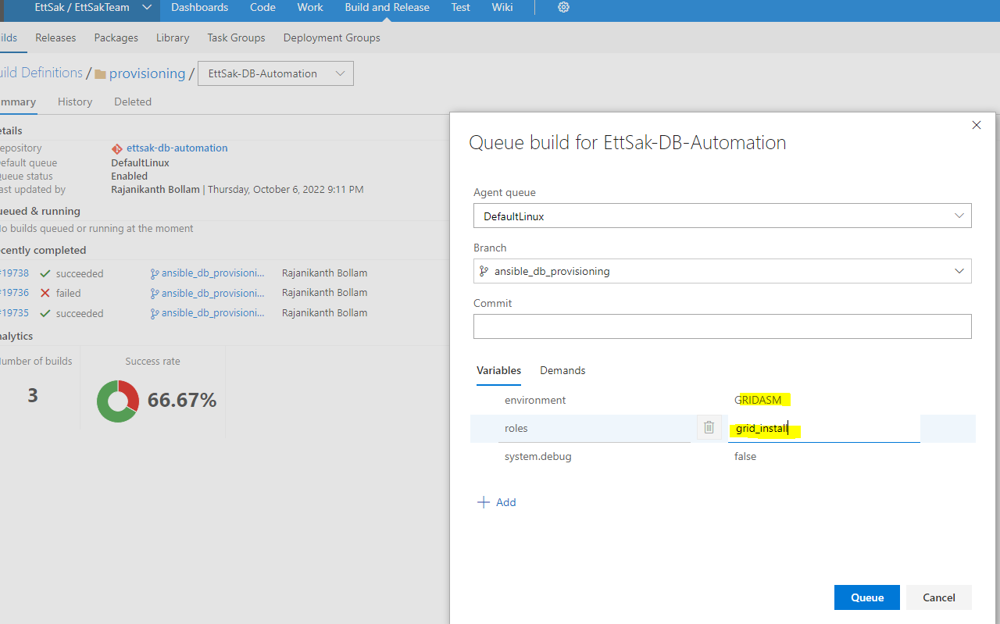 EttSak / EttSakTeam Dashboards Code Work Build and Release Test Wiki
ilds Releases Packages Library Task Groups Deployment Groups
uild Definitions / provisioning / EttSak-DB-Automation
mmary History Deleted
etails
epository ettsak-db-automation
efault queue DefaultLinux
ueue status Enabled
ast updated by Rajanikanth Bollam | Thursday, October 6, 2022 9:11 PM
ueued & running
o builds queued or running at the moment
ecently completed
#19738 succeeded ansible_db_provisioni... Rajanikanth Bollam
#19736 failed ansible_db_provisioni... Rajanikanth Bollam
#19735 succeeded ansible_db_provisioni... Rajanikanth Bollam
nalytics
umber of builds Success rate
3 66.67%
Queue build for EttSak-DB-Automation
Agent queue
DefaultLinux
Branch
ansible_db_provisioning
Commit
Variables Demands
environment GRIDASM
roles grid_install
system.debug false
Add
Queue Cancel